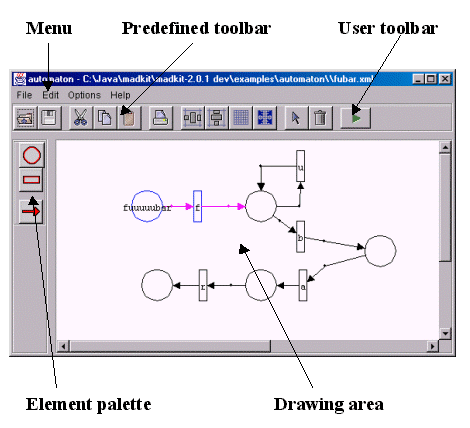 Menu Predefined toolbar User toolbar
automaton - C:\Java\madkit\madkit-2.0.1 dev\examples\automaton\\fubar.xml
File Edit Options Help
u
fuuuuubar f
b
r a
Element palette Drawing area